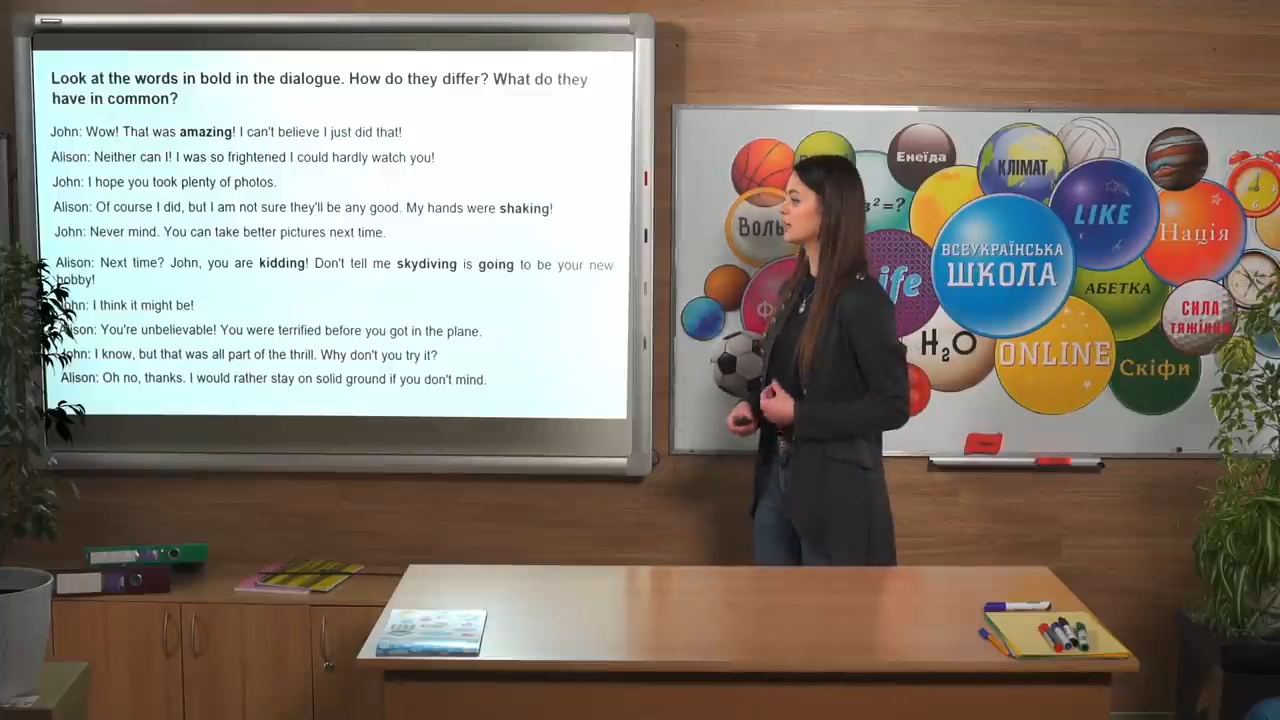 Look at the words in bold in the dialogue. How do they differ? What do they
have in common?
John: Wow! That was amazing! I can't believe I just did that!
Alison: Neither can I! I was so frightened I could hardly watch you!
John: I hope you took plenty of photos.
Alison: Of course I did, but I am not sure they'll be any good. My hands were shaking!
John: Never mind. You can take better pictures next time.
Alison: Next time? John, you are kidding! Don't tell me skydiving is going to be your new
hobby!
John: I think it might be!
Alison: You're unbelievable! You were terrified before you got in the plane.
John: I know, but that was all part of the thrill. Why don't you try it?
Alison: Oh no, thanks. I would rather stay on solid ground if you don't mind.
Енеїда
КЛІМАТ
LIKE
Нація
ВСЕУКРАЇНСЬКА
ШКОЛА
АБЕТКА
СИЛА
ТЯЖІННЯ
H₂O
ONLINE
Скіфи